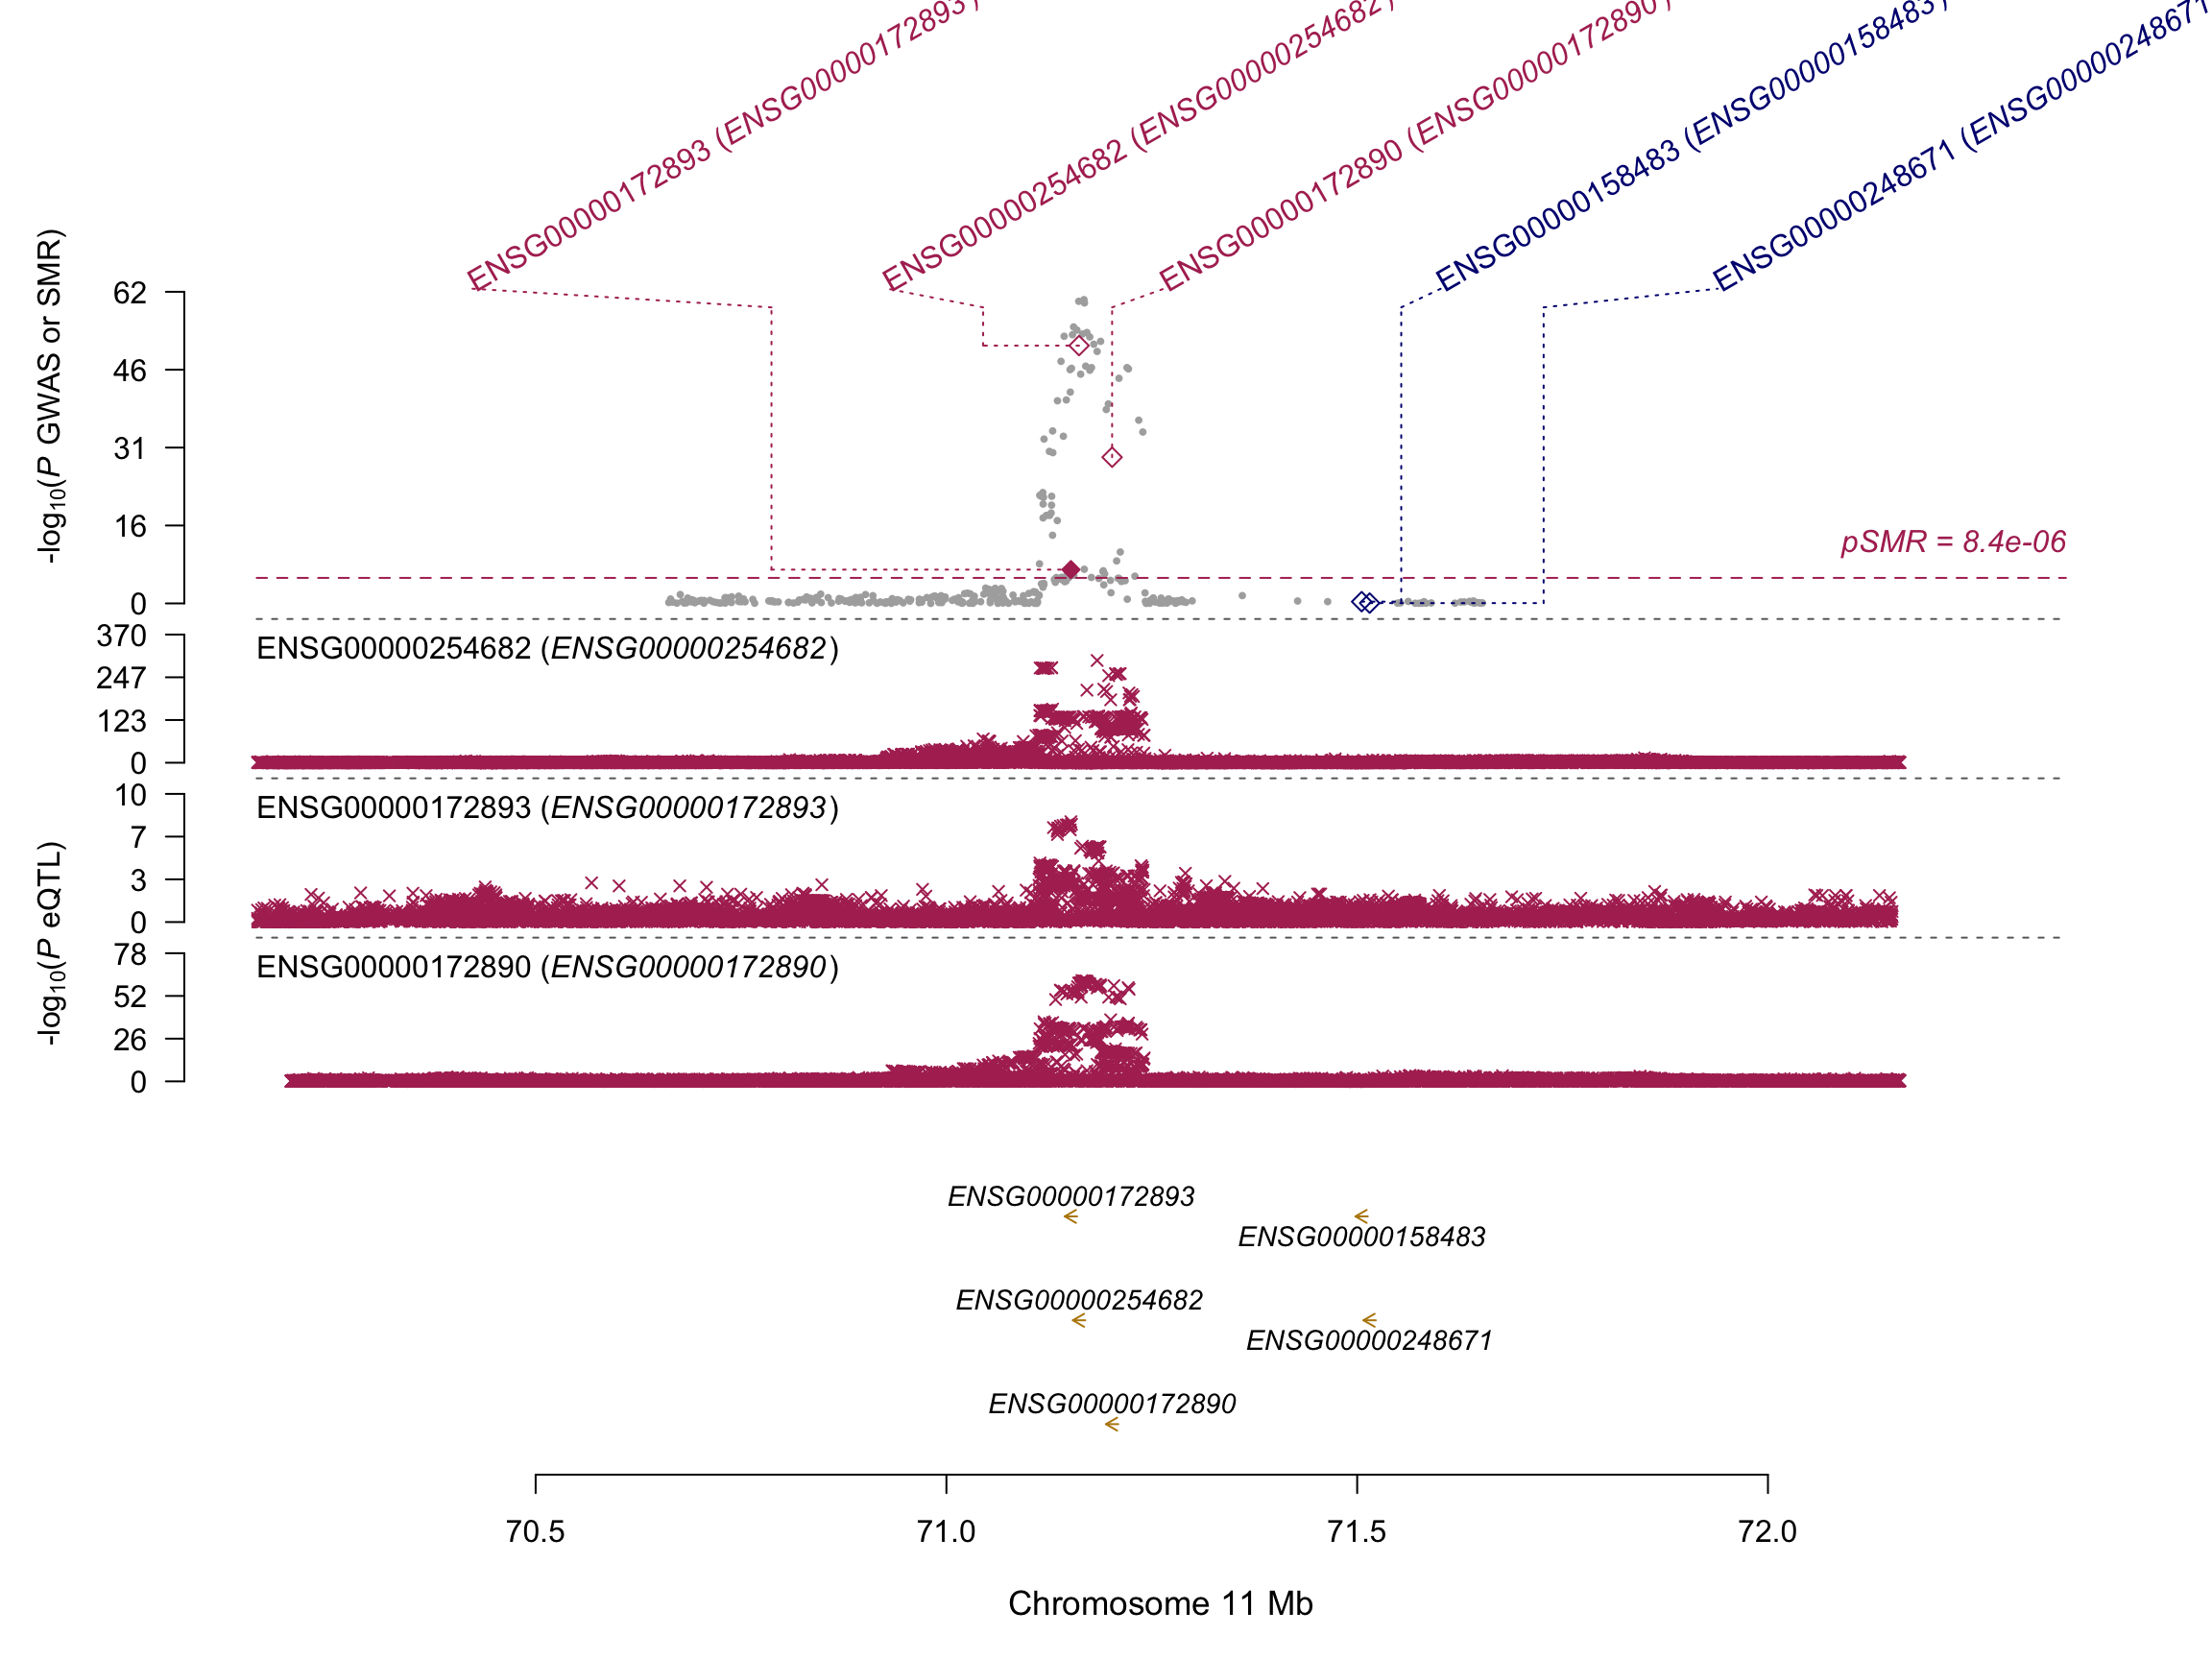 ENSG00000172893 (ENSG00000172893)
ENSG00000254682 (ENSG00000254682)
ENSG00000172890 (ENSG00000172890)
ENSG00000158483 (ENSG00000158483)
ENSG00000248671 (ENSG00000248671
-log10(P GWAS or SMR)
62
46
31
16
0
pSMR = 8.4e-06
370
247
123
0
ENSG00000254682 (ENSG00000254682)
-log10(P eQTL)
10
7
3
0
ENSG00000172893 (ENSG00000172893)
78
52
26
0
ENSG00000172890 (ENSG00000172890)
ENSG00000172893
ENSG00000158483
ENSG00000254682
ENSG00000248671
ENSG00000172890
70.5 71.0 71.5 72.0
Chromosome 11 Mb